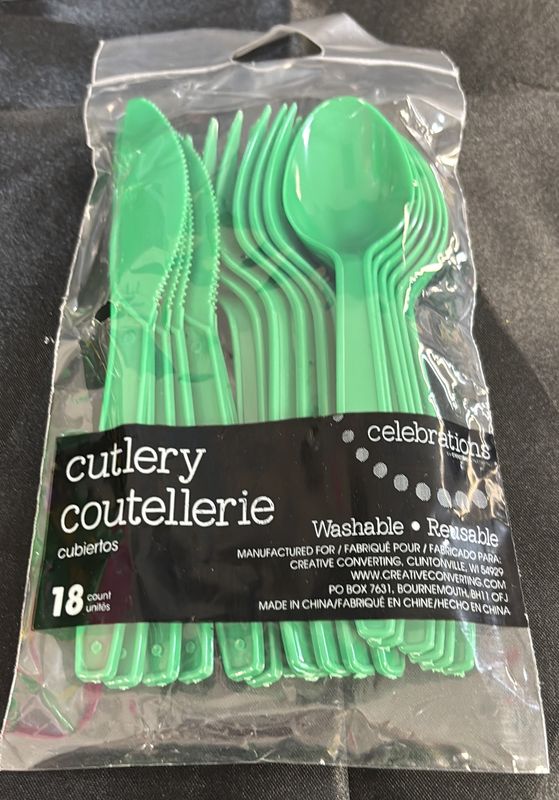 celebrations
cutlery
coutellerie
cubiertos
Washable • Reusable
18 count
unités
MANUFACTURED FOR / FABRIQUÉ POUR / FABRICADO PARA:
CREATIVE CONVERTING, CLINTONVILLE, WI 54929
WWW.CREATIVECONVERTING.COM
PO BOX 7631, BOURNEMOUTH, BH11 OFJ
MADE IN CHINA/FABRIQUÉ EN CHINE/HECHO EN CHINA